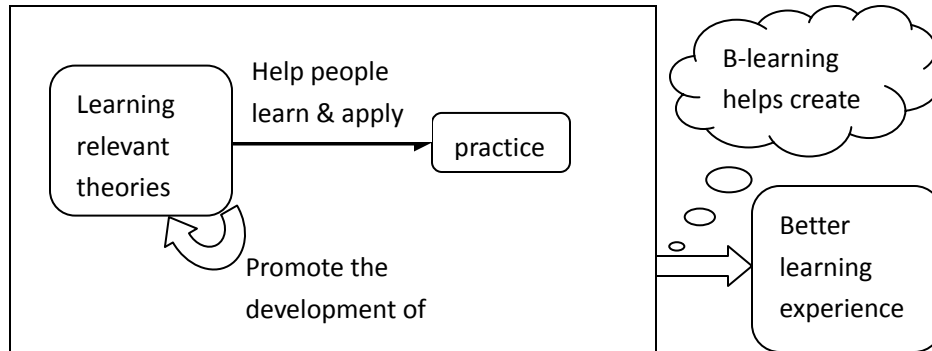 Learning
relevant
theories
Help people
learn & apply
practice
Promote the
development of
B-learning
helps create
Better
learning
experience